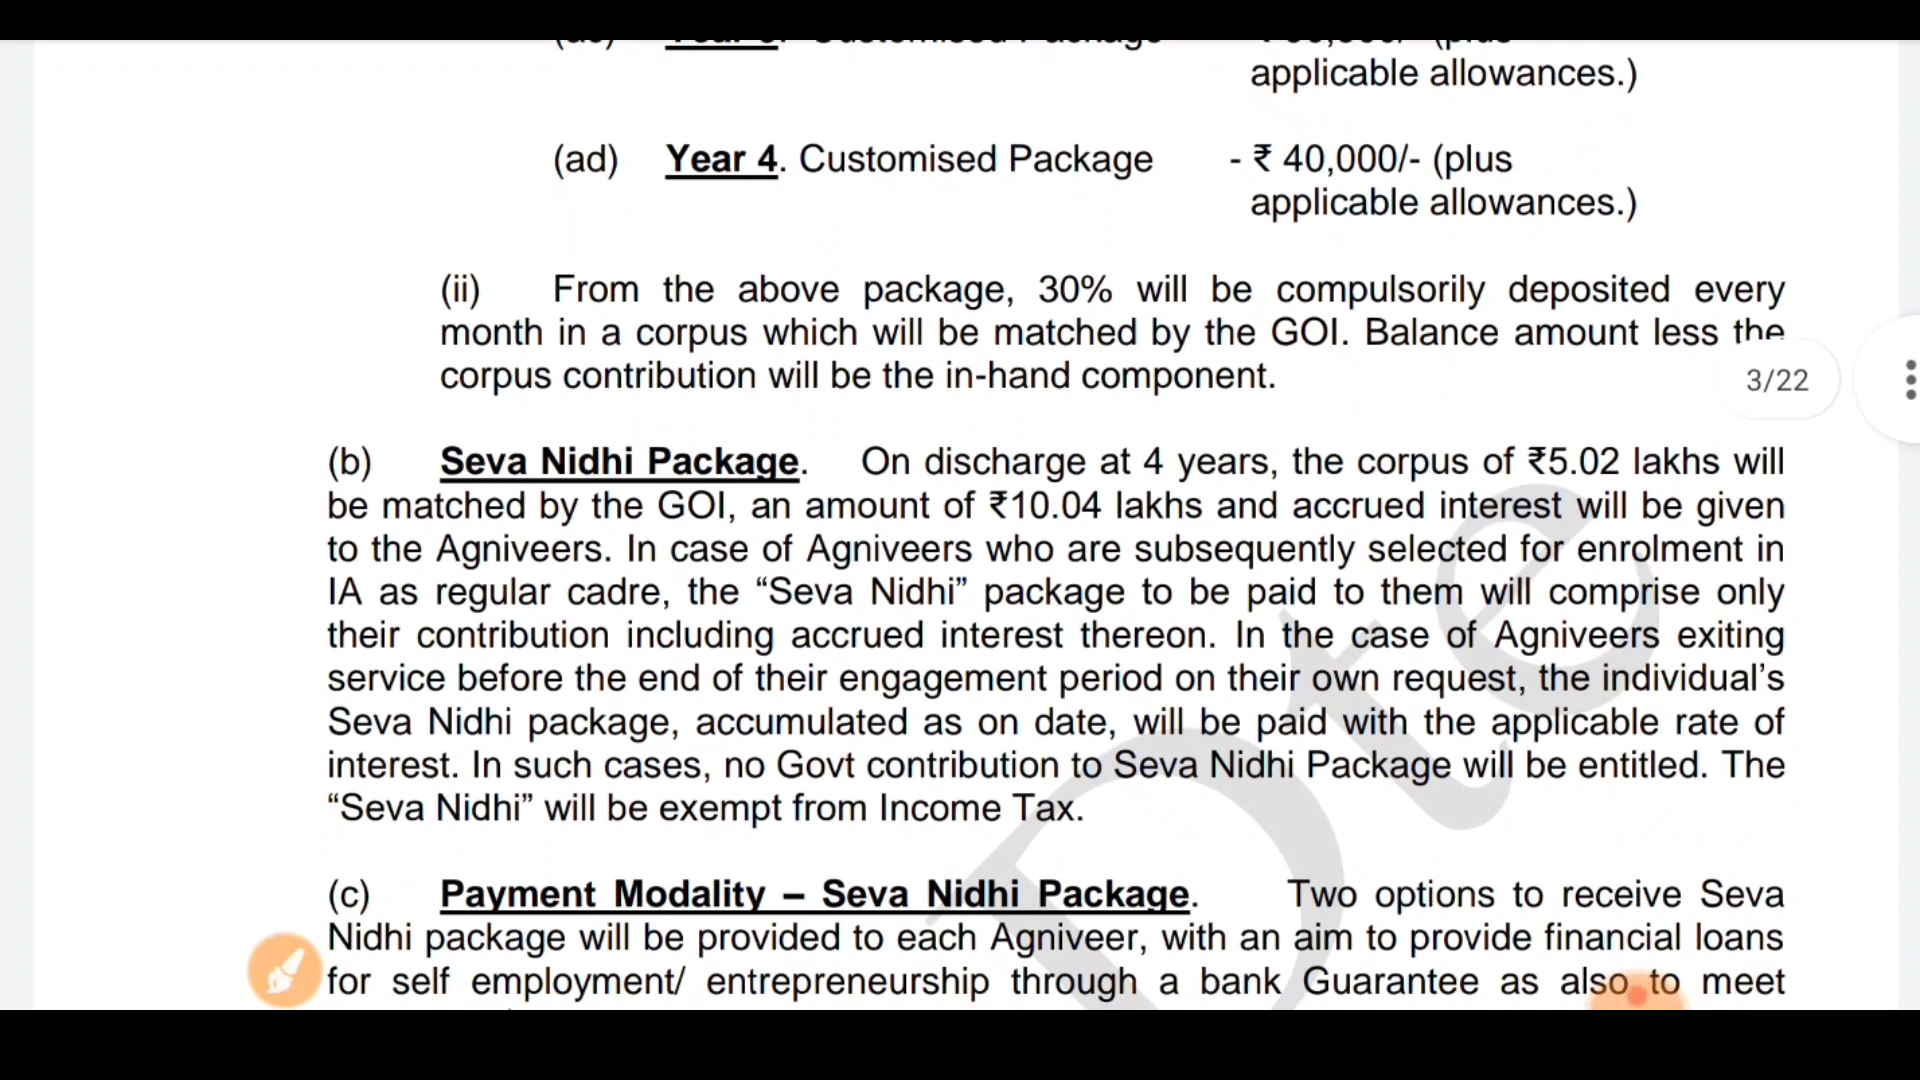 applicable allowances.)
(ad) Year 4. Customised Package - ₹ 40,000/- (plus
applicable allowances.)
(ii) From the above package, 30% will be compulsorily deposited every
month in a corpus which will be matched by the GOI. Balance amount less the
corpus contribution will be the in-hand component.
3/22
(b) Seva Nidhi Package. On discharge at 4 years, the corpus of ₹5.02 lakhs will
be matched by the GOI, an amount of ₹10.04 lakhs and accrued interest will be given
to the Agniveers. In case of Agniveers who are subsequently selected for enrolment in
IA as regular cadre, the “Seva Nidhi” package to be paid to them will comprise only
their contribution including accrued interest thereon. In the case of Agniveers exiting
service before the end of their engagement period on their own request, the individual’s
Seva Nidhi package, accumulated as on date, will be paid with the applicable rate of
interest. In such cases, no Govt contribution to Seva Nidhi Package will be entitled. The
“Seva Nidhi” will be exempt from Income Tax.
(c) Payment Modality – Seva Nidhi Package. Two options to receive Seva
Nidhi package will be provided to each Agniveer, with an aim to provide financial loans
for self employment/ entrepreneurship through a bank Guarantee as also to meet
Dte